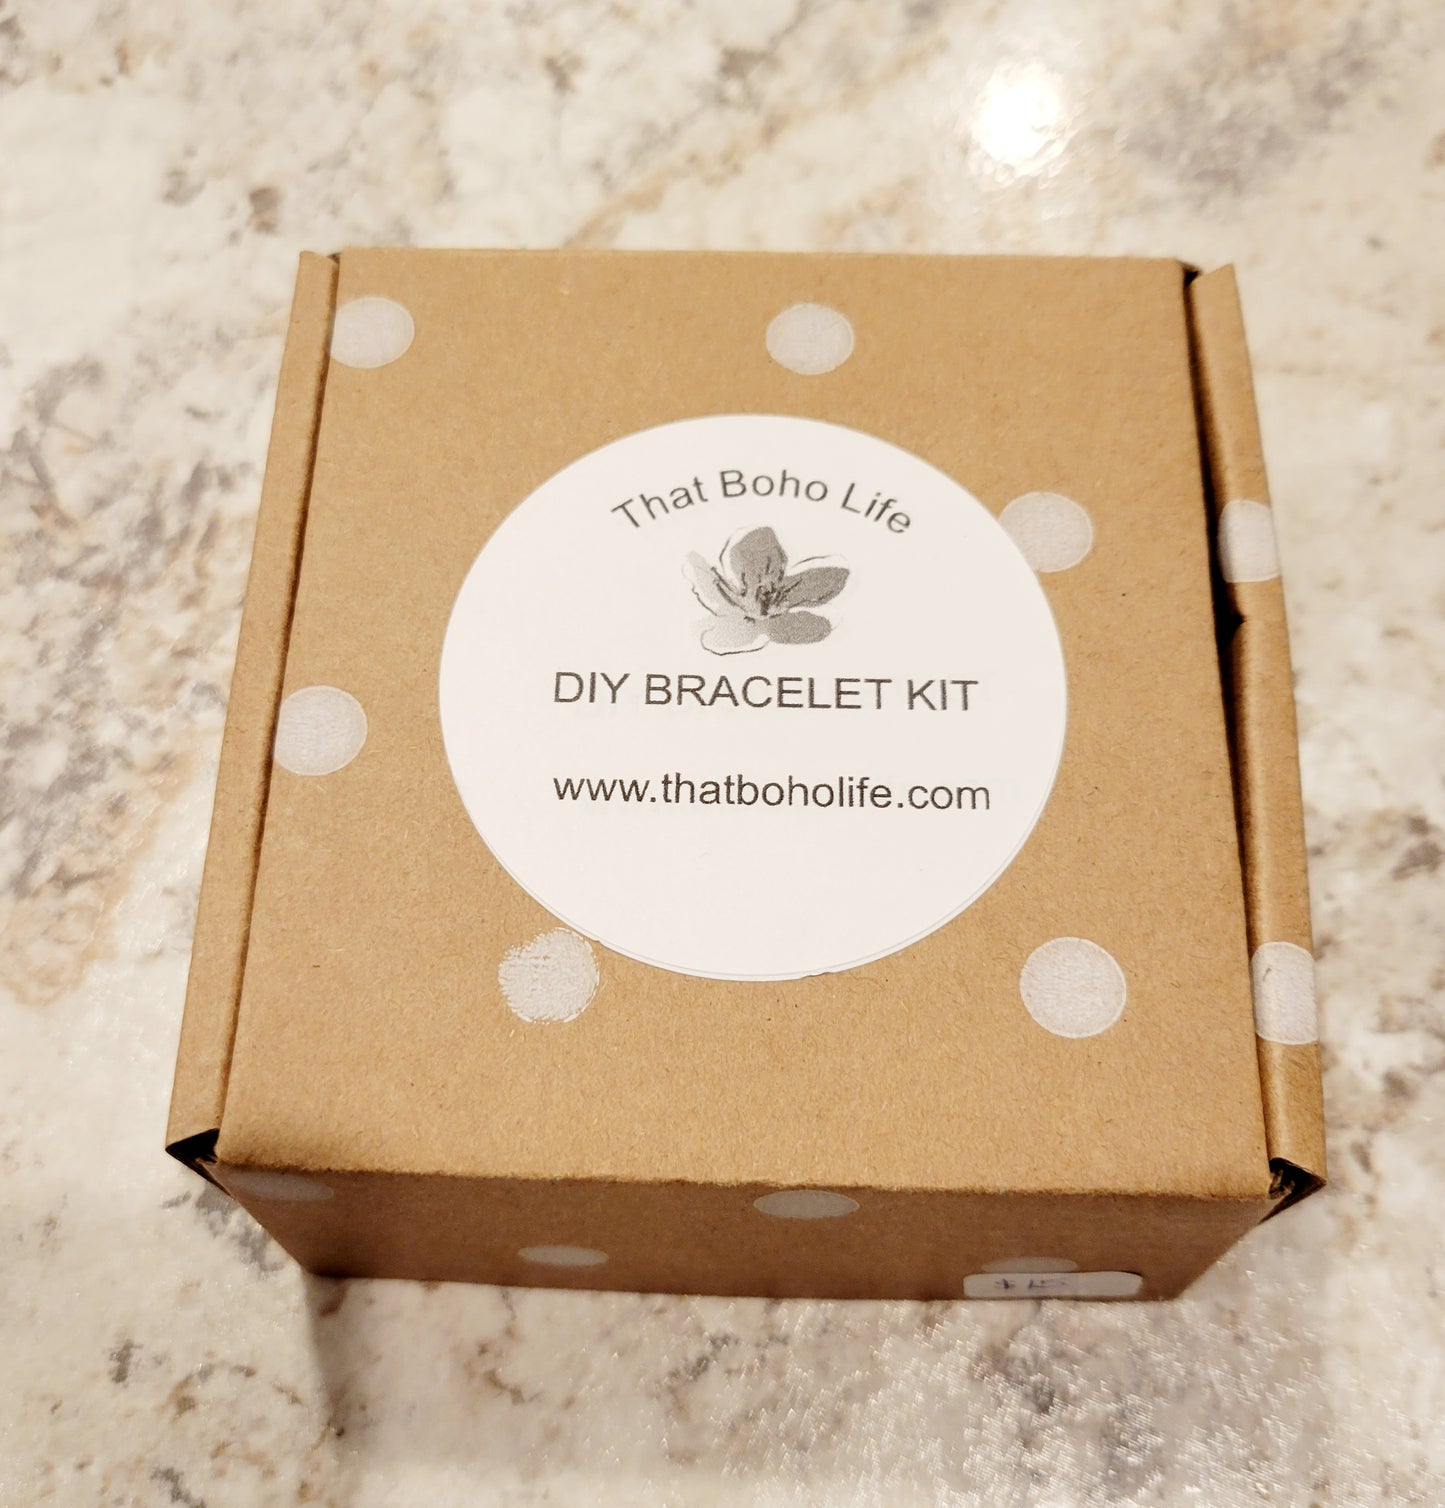 That Boho Life
DIY BRACELET KIT
www.thatboholife.com